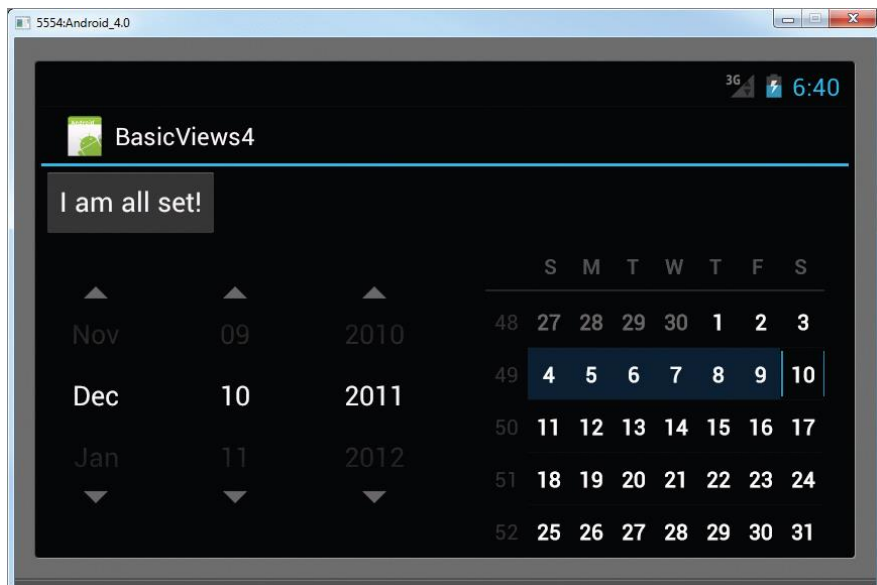 5554:Android_4.0
3G 6:40
android
BasicViews4
I am all set!
S M T W T F S
Nov 09 2010
Dec 10 2011
Jan 11 2012
48 27 28 29 30 1 2 3
49 4 5 6 7 8 9 10
50 11 12 13 14 15 16 17
51 18 19 20 21 22 23 24
52 25 26 27 28 29 30 31